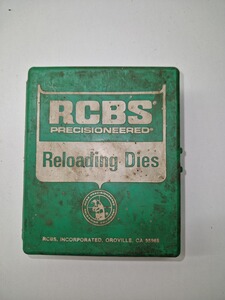 RCBS®
PRECISIONEERED®
Reloading Dies
RCBS, INCORPORATED, OROVILLE, CA 95965